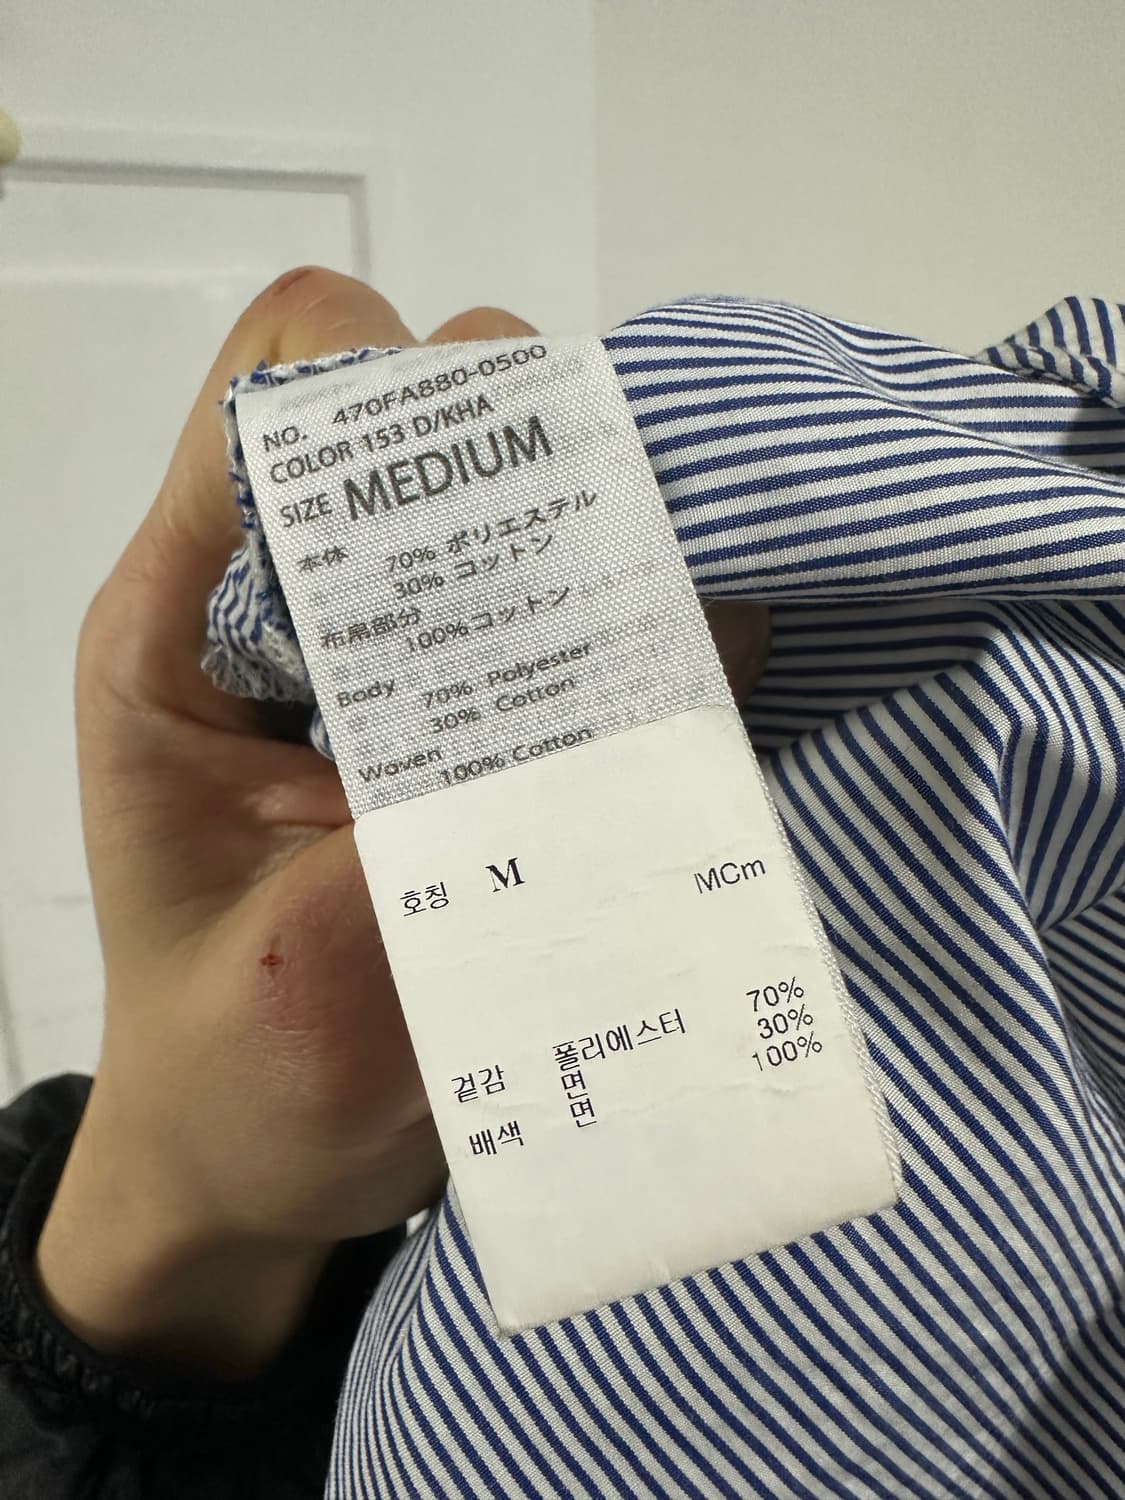 NO. 470FA880-0500
COLOR 153 D/KHA
SIZE MEDIUM
本体 70% ポリエステル
30% コットン
布帛部分
100% コットン
Body 70% Polyester
30% Cotton
Woven
100% Cotton
호칭 M MCm
겉감 폴리에스터 70%
면 30%
배색 면 100%